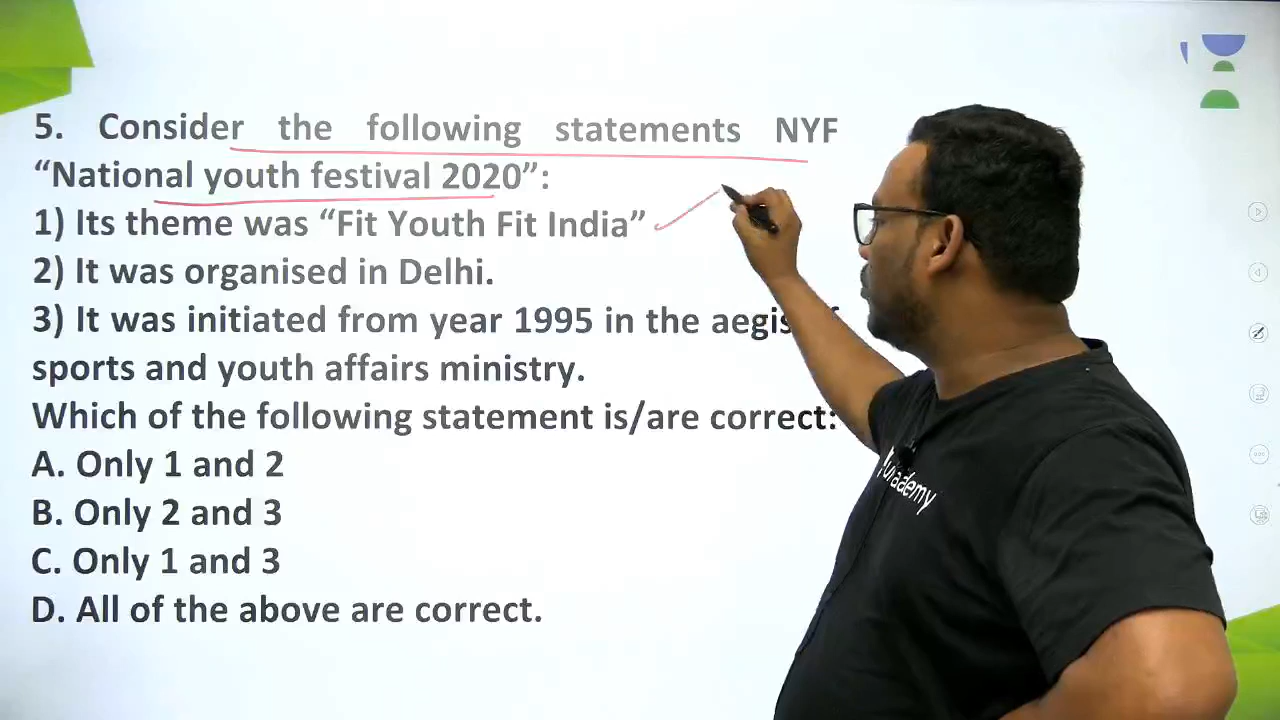 5. Consider the following statements NYF
“National youth festival 2020”:
1) Its theme was “Fit Youth Fit India”
2) It was organised in Delhi.
3) It was initiated from year 1995 in the aegis
sports and youth affairs ministry.
Which of the following statement is/are correct:
A. Only 1 and 2
B. Only 2 and 3
C. Only 1 and 3
D. All of the above are correct.